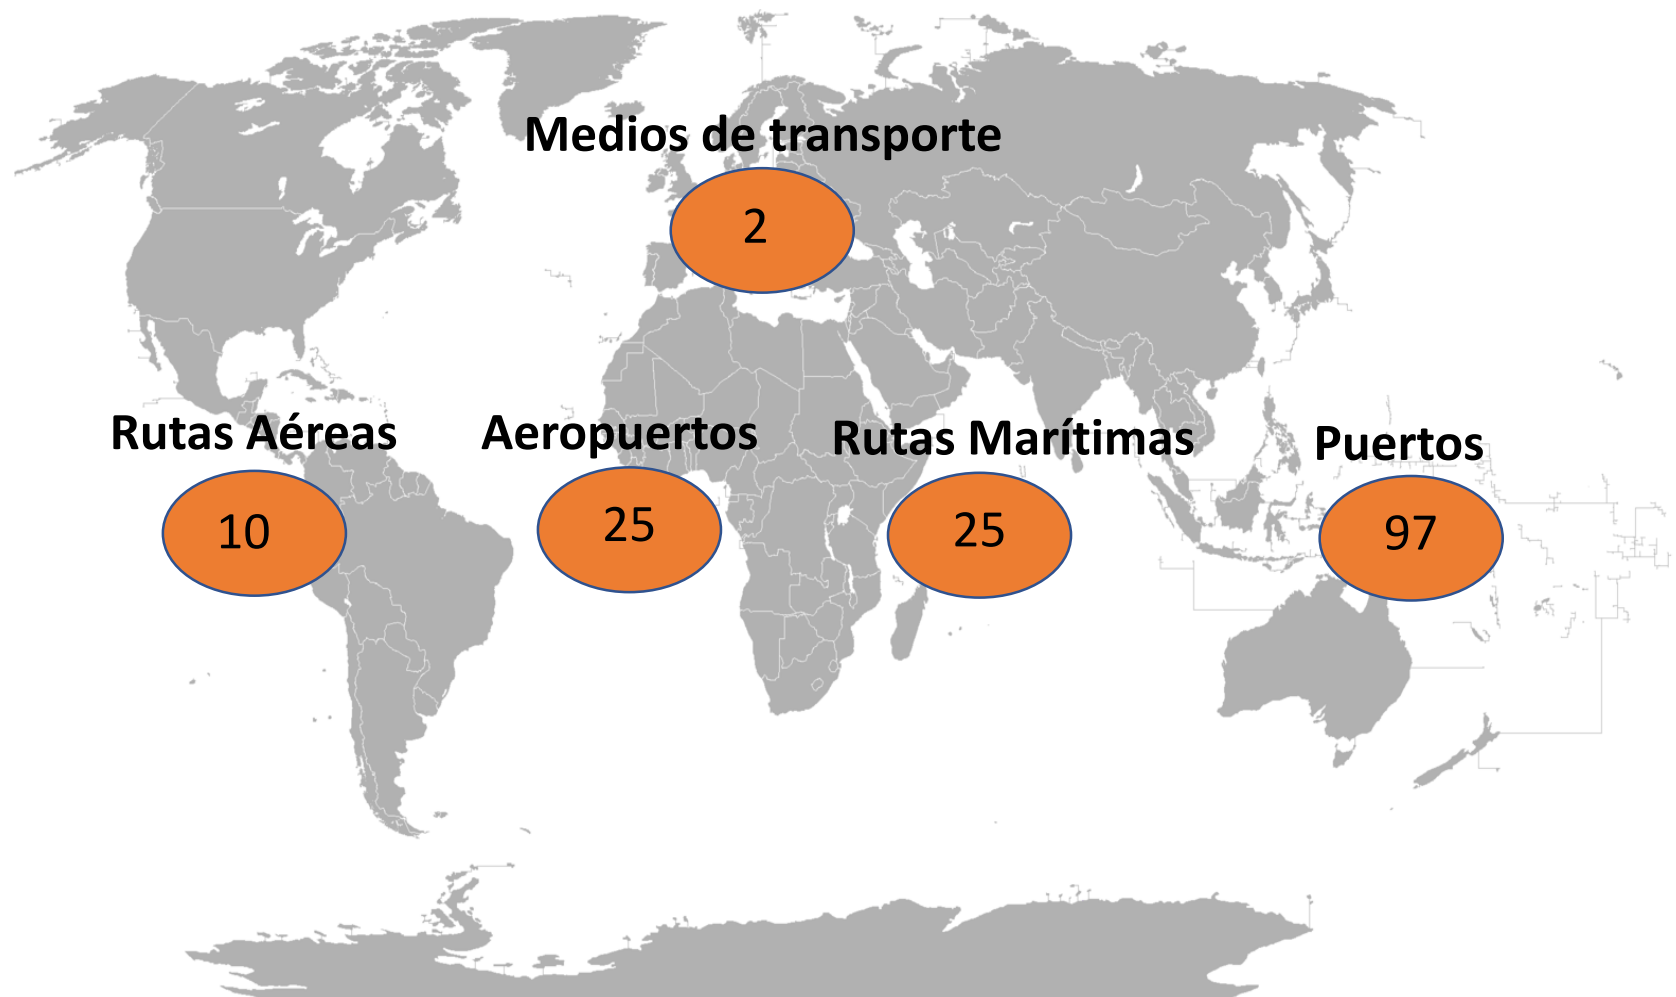 Medios de transporte
2
Rutas Aéreas
10
Aeropuertos
25
Rutas Marítimas
25
Puertos
97